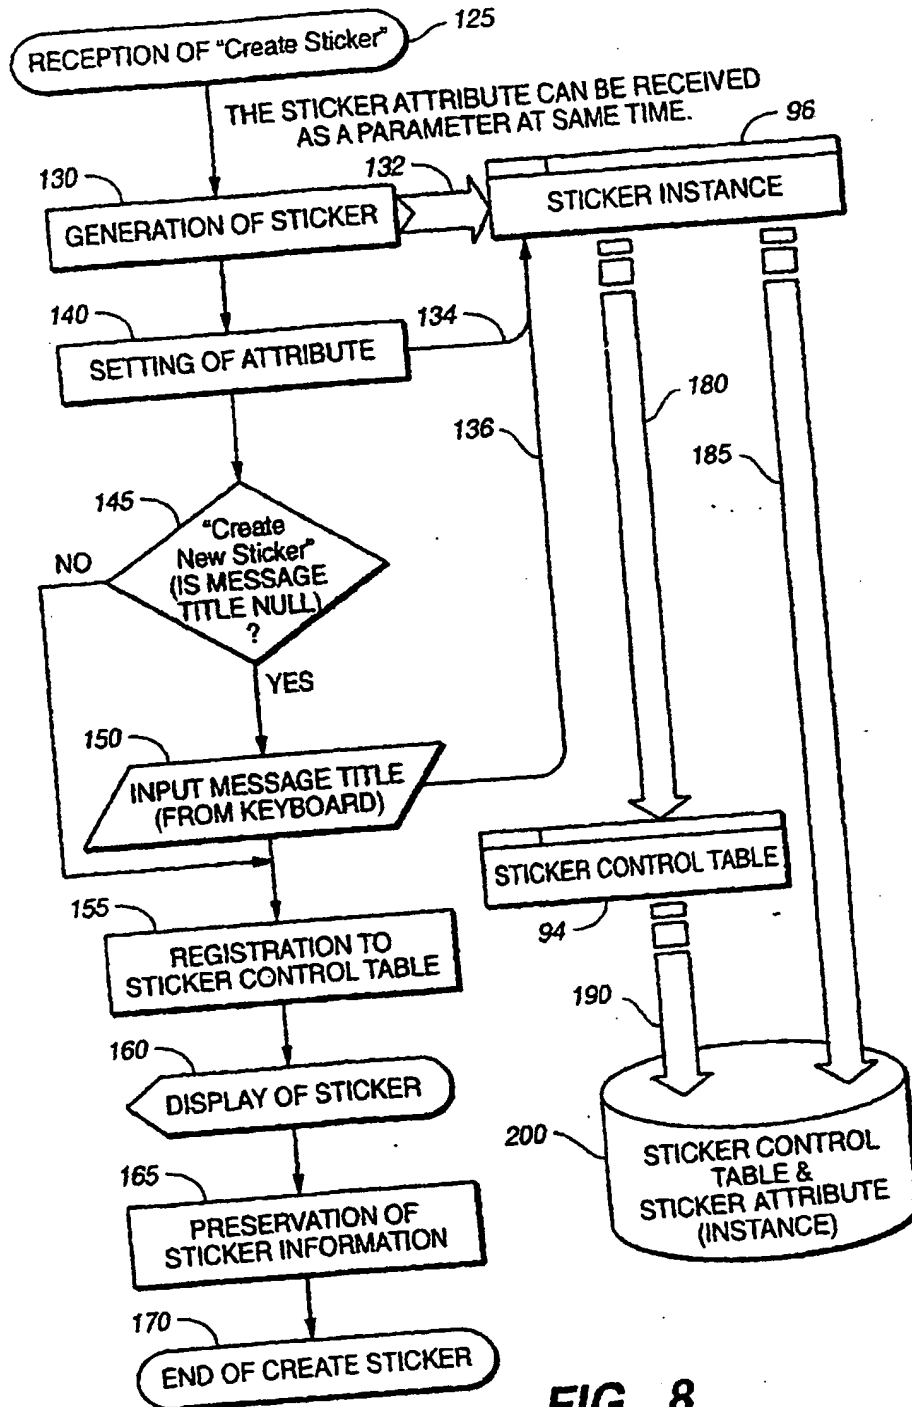 125
RECEPTION OF "Create Sticker"
THE STICKER ATTRIBUTE CAN BE RECEIVED
AS A PARAMETER AT SAME TIME.
96
130
132
GENERATION OF STICKER
STICKER INSTANCE
140
134
SETTING OF ATTRIBUTE
136
180
185
145
NO
"Create
New Sticker"
(IS MESSAGE
TITLE NULL)
?
YES
150
INPUT MESSAGE TITLE
(FROM KEYBOARD)
STICKER CONTROL TABLE
94
155
REGISTRATION TO
STICKER CONTROL TABLE
190
160
DISPLAY OF STICKER
200
STICKER CONTROL
TABLE &
STICKER ATTRIBUTE
(INSTANCE)
165
PRESERVATION OF
STICKER INFORMATION
170
END OF CREATE STICKER
FIG. 8